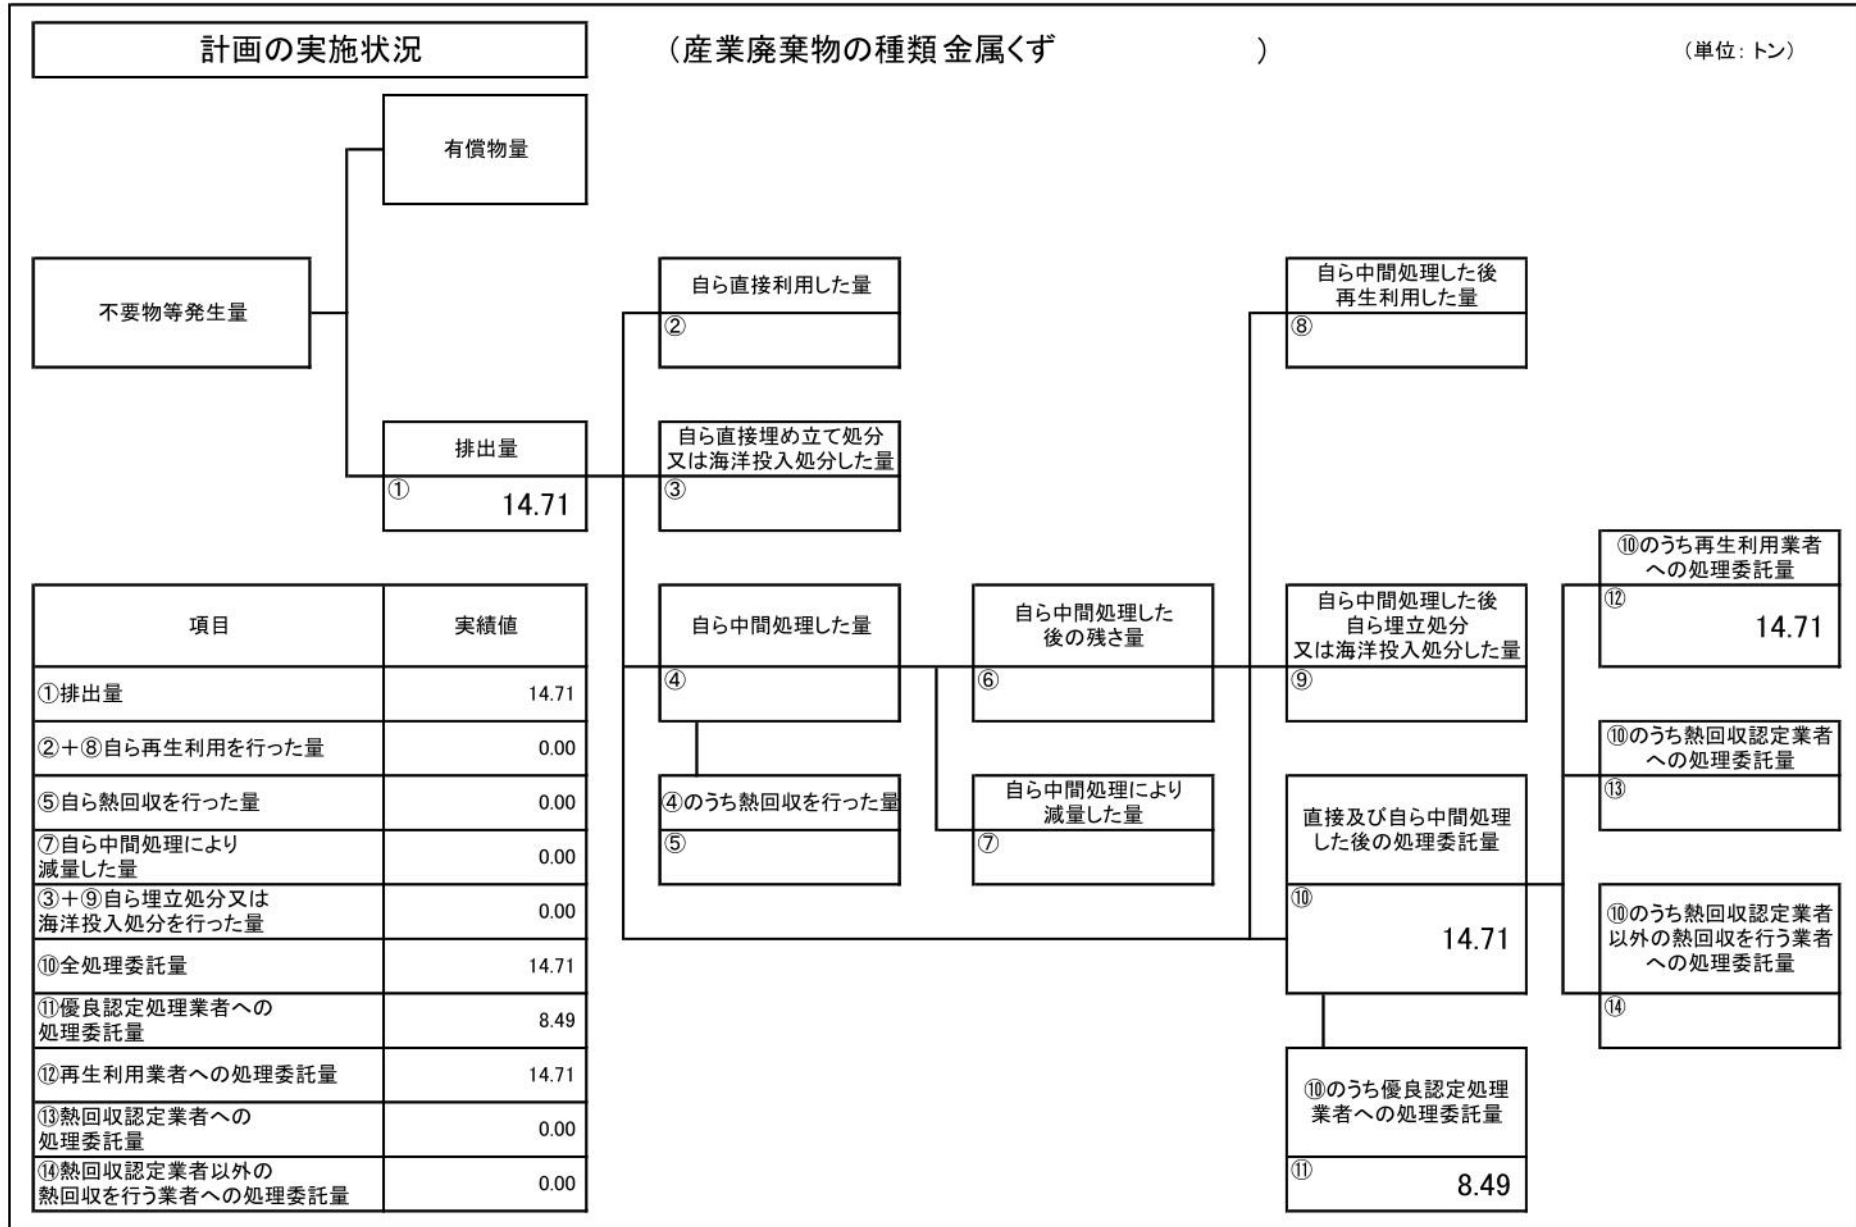 計画の実施状況
（産業廃棄物の種類 金属くず　　　　　　　）
（単位：トン）
有償物量
不要物等発生量
自ら直接利用した量
②
自ら中間処理した後
再生利用した量
⑧
排出量
①
14.71
自ら直接埋め立て処分
又は海洋投入処分した量
③
⑩のうち再生利用業者
への処理委託量
⑫
14.71
自ら中間処理した量
④
自ら中間処理した
後の残さ量
⑥
自ら中間処理した後
自ら埋立処分
又は海洋投入処分した量
⑨
⑩のうち熱回収認定業者
への処理委託量
⑬
④のうち熱回収を行った量
⑤
自ら中間処理により
減量した量
⑦
直接及び自ら中間処理
した後の処理委託量
⑩
14.71
⑩のうち熱回収認定業者
以外の熱回収を行う業者
への処理委託量
⑭
⑩のうち優良認定処理
業者への処理委託量
⑪
8.49
項目 実績値
①排出量 14.71
②＋⑧自ら再生利用を行った量 0.00
⑤自ら熱回収を行った量 0.00
⑦自ら中間処理により
減量した量 0.00
③＋⑨自ら埋立処分又は
海洋投入処分を行った量 0.00
⑩全処理委託量 14.71
⑪優良認定処理業者への
処理委託量 8.49
⑫再生利用業者への処理委託量 14.71
⑬熱回収認定業者への
処理委託量 0.00
⑭熱回収認定業者以外の
熱回収を行う業者への処理委託量 0.00